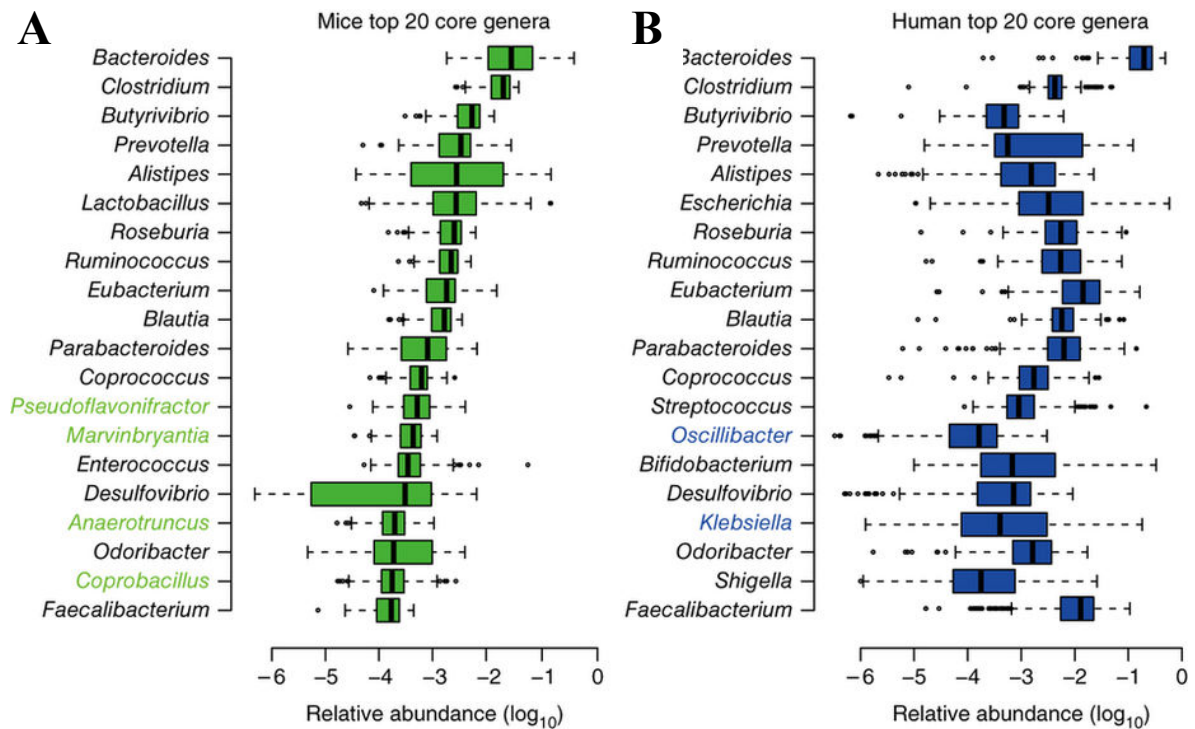 A
Mice top 20 core genera
Bacteroides
Clostridium
Butyrivibrio
Prevotella
Alistipes
Lactobacillus
Roseburia
Ruminococcus
Eubacterium
Blautia
Parabacteroides
Coprococcus
Pseudoflavonifractor
Marvinbryantia
Enterococcus
Desulfovibrio
Anaerotruncus
Odoribacter
Coprobacillus
Faecalibacterium
−6 −5 −4 −3 −2 −1 0
Relative abundance (log10)
B
Human top 20 core genera
Bacteroides
Clostridium
Butyrivibrio
Prevotella
Alistipes
Escherichia
Roseburia
Ruminococcus
Eubacterium
Blautia
Parabacteroides
Coprococcus
Streptococcus
Oscillibacter
Bifidobacterium
Desulfovibrio
Klebsiella
Odoribacter
Shigella
Faecalibacterium
−6 −5 −4 −3 −2 −1 0
Relative abundance (log10)